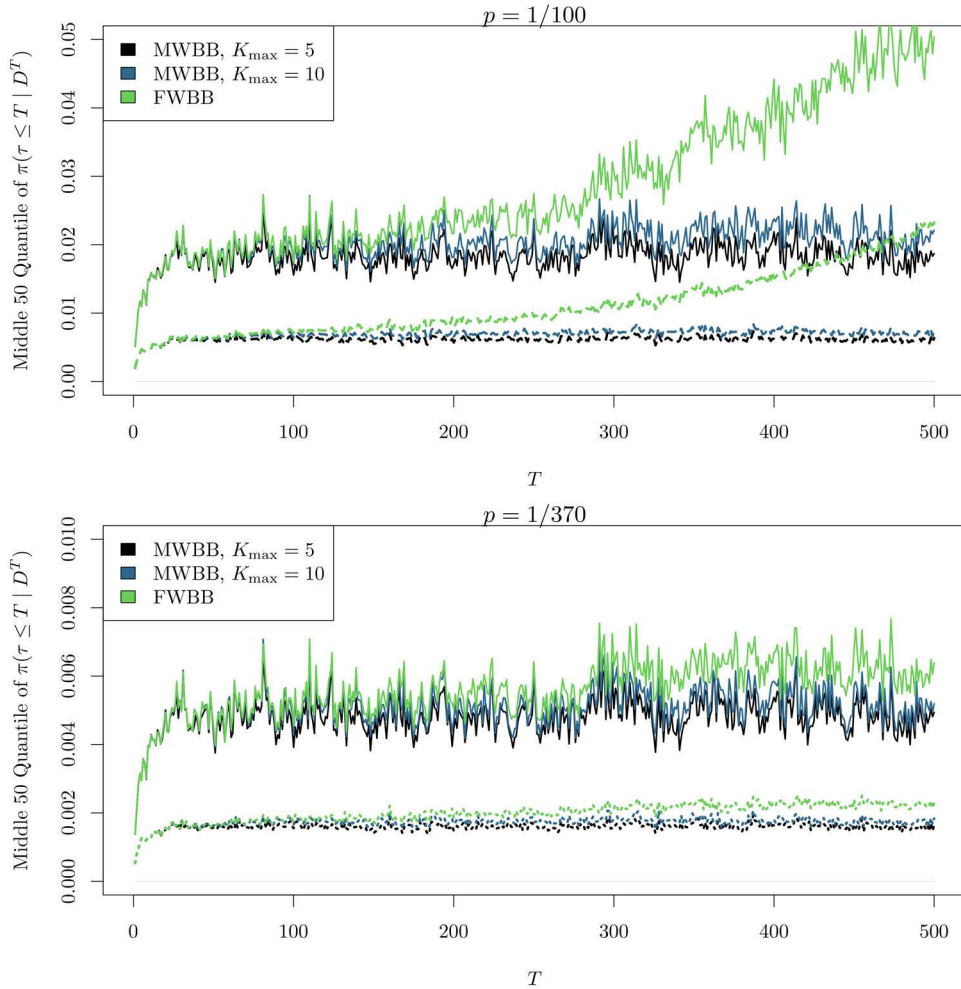 p = 1/100
Middle 50 Quantile of π(τ ≤ T | D^T)
0.05
0.04
0.03
0.02
0.01
0.00
MWBB, K_max = 5
MWBB, K_max = 10
FWBB
0 100 200 300 400 500
T
p = 1/370
Middle 50 Quantile of π(τ ≤ T | D^T)
0.010
0.008
0.006
0.004
0.002
0.000
MWBB, K_max = 5
MWBB, K_max = 10
FWBB
0 100 200 300 400 500
T